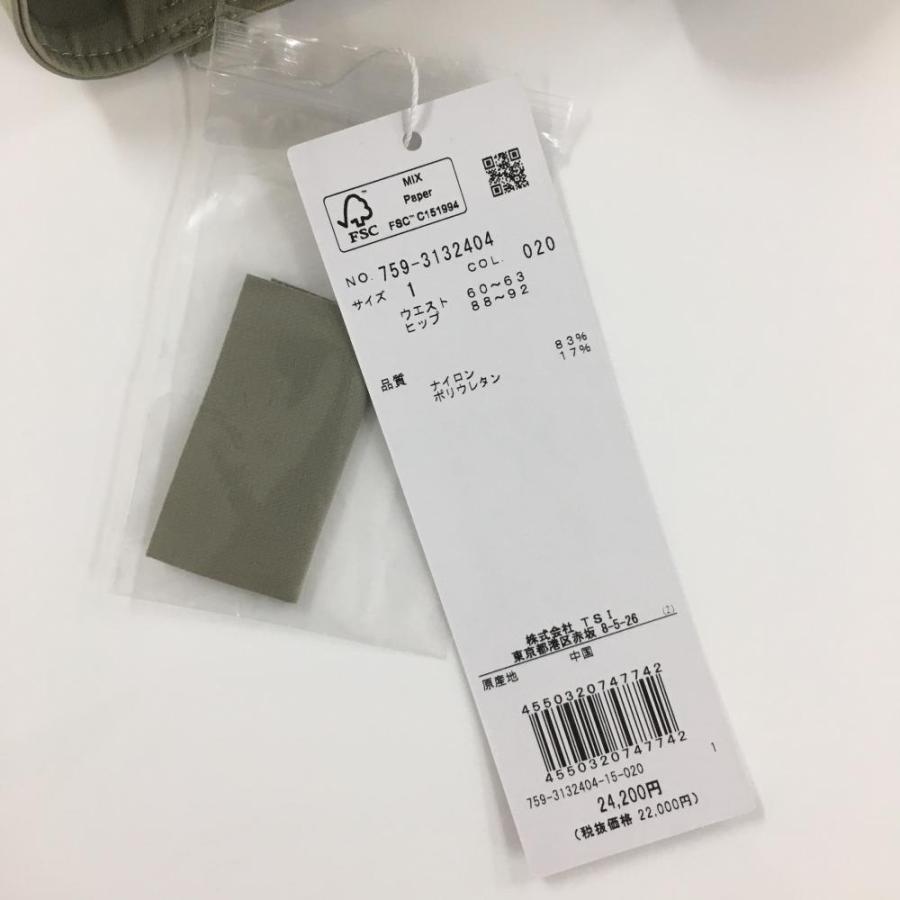 MIX
Paper
FSC™ C151994
FSC
NO. 759-3132404
COL. 020
サイズ 1
ウエスト 60～63
ヒップ 88～92
品質 ナイロン 83%
ポリウレタン 17%
株式会社 TSI
東京都港区赤坂 8-5-26 (Z)
原産地 中国
4550320747742
4550320747742
759-3132404-15-020 1
24,200円
(税抜価格 22,000円)